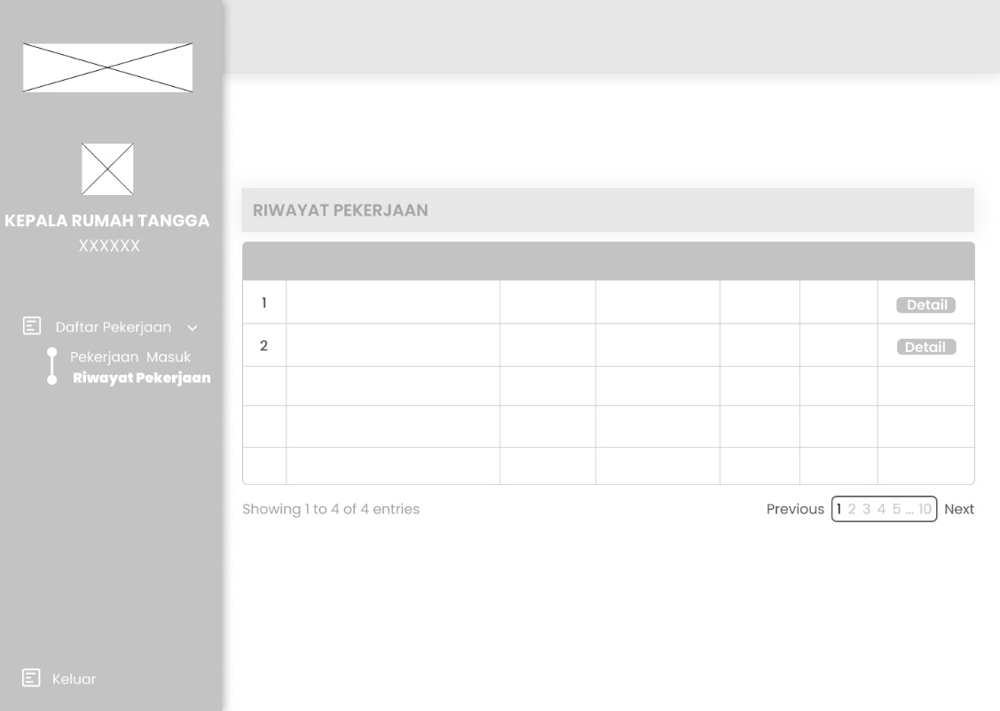 KEPALA RUMAH TANGGA
XXXXXX
Daftar Pekerjaan
Pekerjaan Masuk
Riwayat Pekerjaan
Keluar
RIWAYAT PEKERJAAN
1 Detail
2 Detail
Showing 1 to 4 of 4 entries
Previous 1 2 3 4 5 ... 10 Next